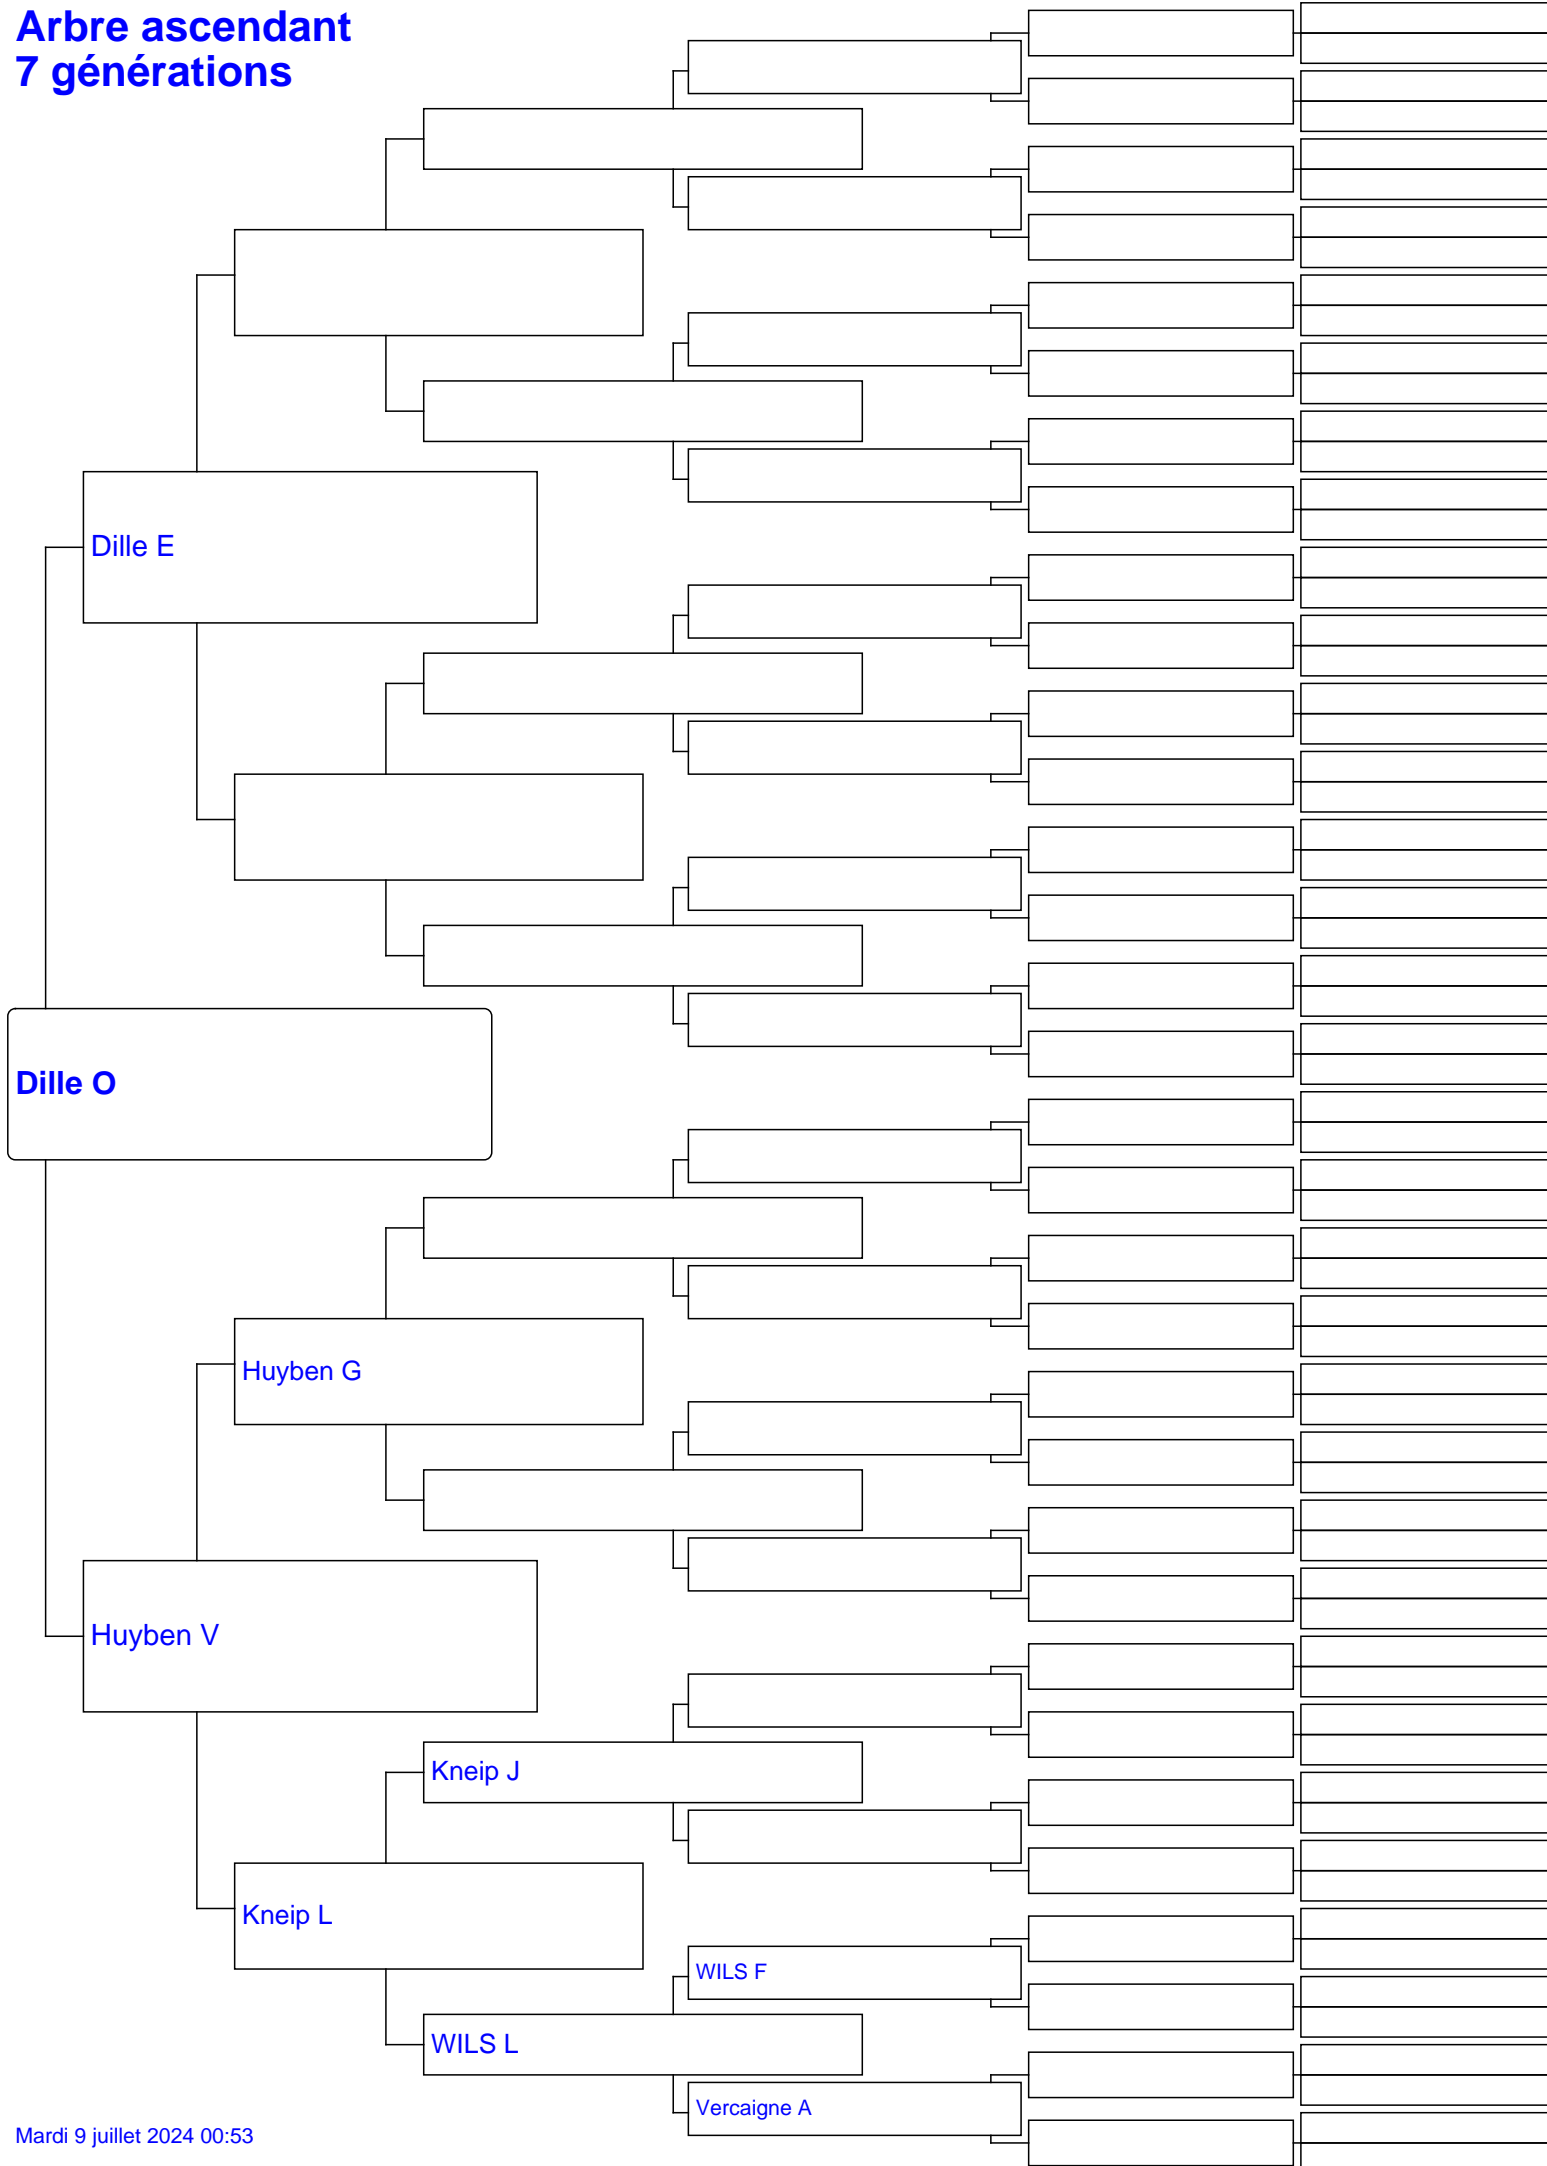 Arbre ascendant
7 générations
Dille E
Dille O
Huyben G
Huyben V
Kneip J
Kneip L
WILS F
WILS L
Vercaigne A
Mardi 9 juillet 2024 00:53